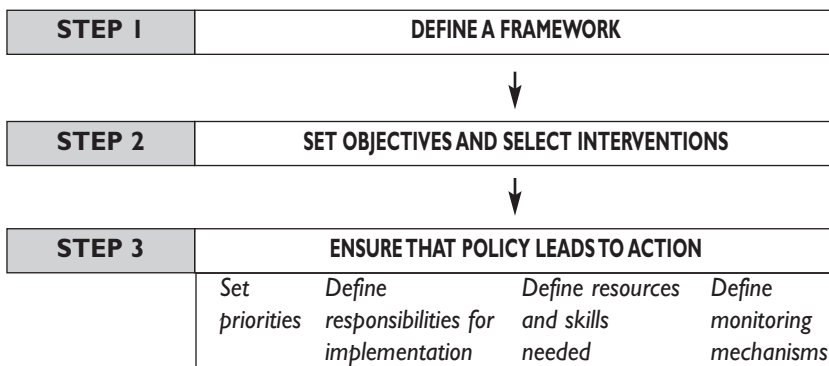 STEP 1
DEFINE A FRAMEWORK
STEP 2
SET OBJECTIVES AND SELECT INTERVENTIONS
STEP 3
ENSURE THAT POLICY LEADS TO ACTION
Set
priorities
Define
responsibilities for
implementation
Define resources
and skills
needed
Define
monitoring
mechanisms